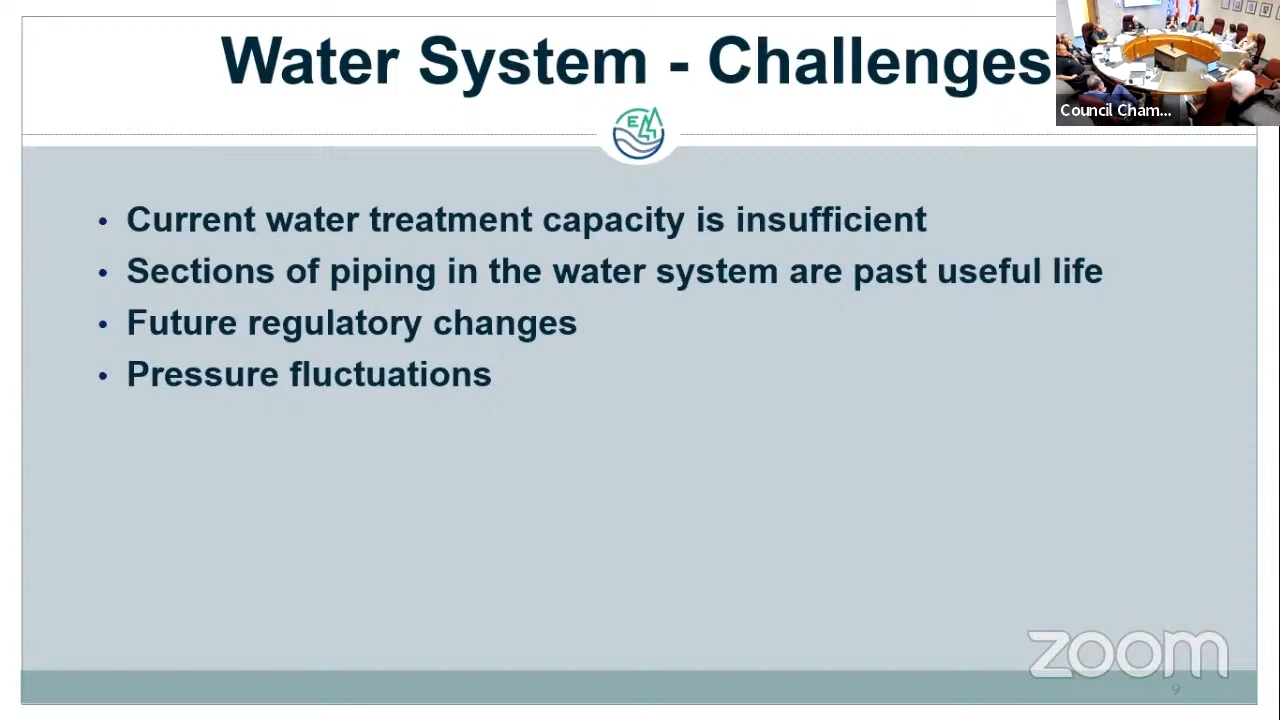 Water System - Challenges
Council Cham...
E
• Current water treatment capacity is insufficient
• Sections of piping in the water system are past useful life
• Future regulatory changes
• Pressure fluctuations
zoom
9